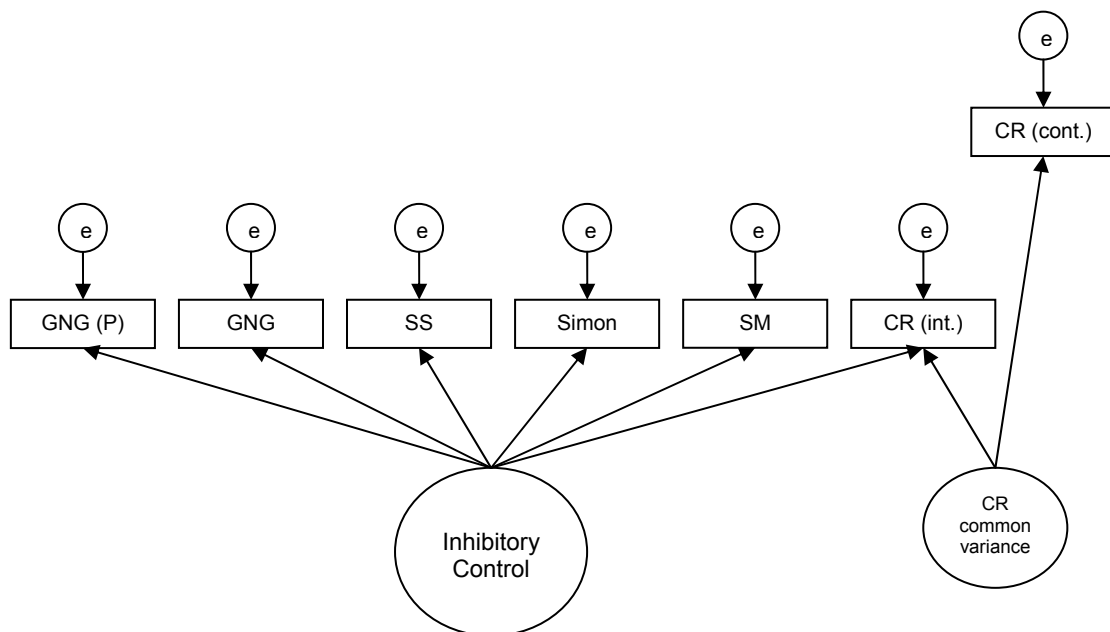 e
CR (cont.)
e
e
e
e
e
e
GNG (P)
GNG
SS
Simon
SM
CR (int.)
Inhibitory
Control
CR
common
variance